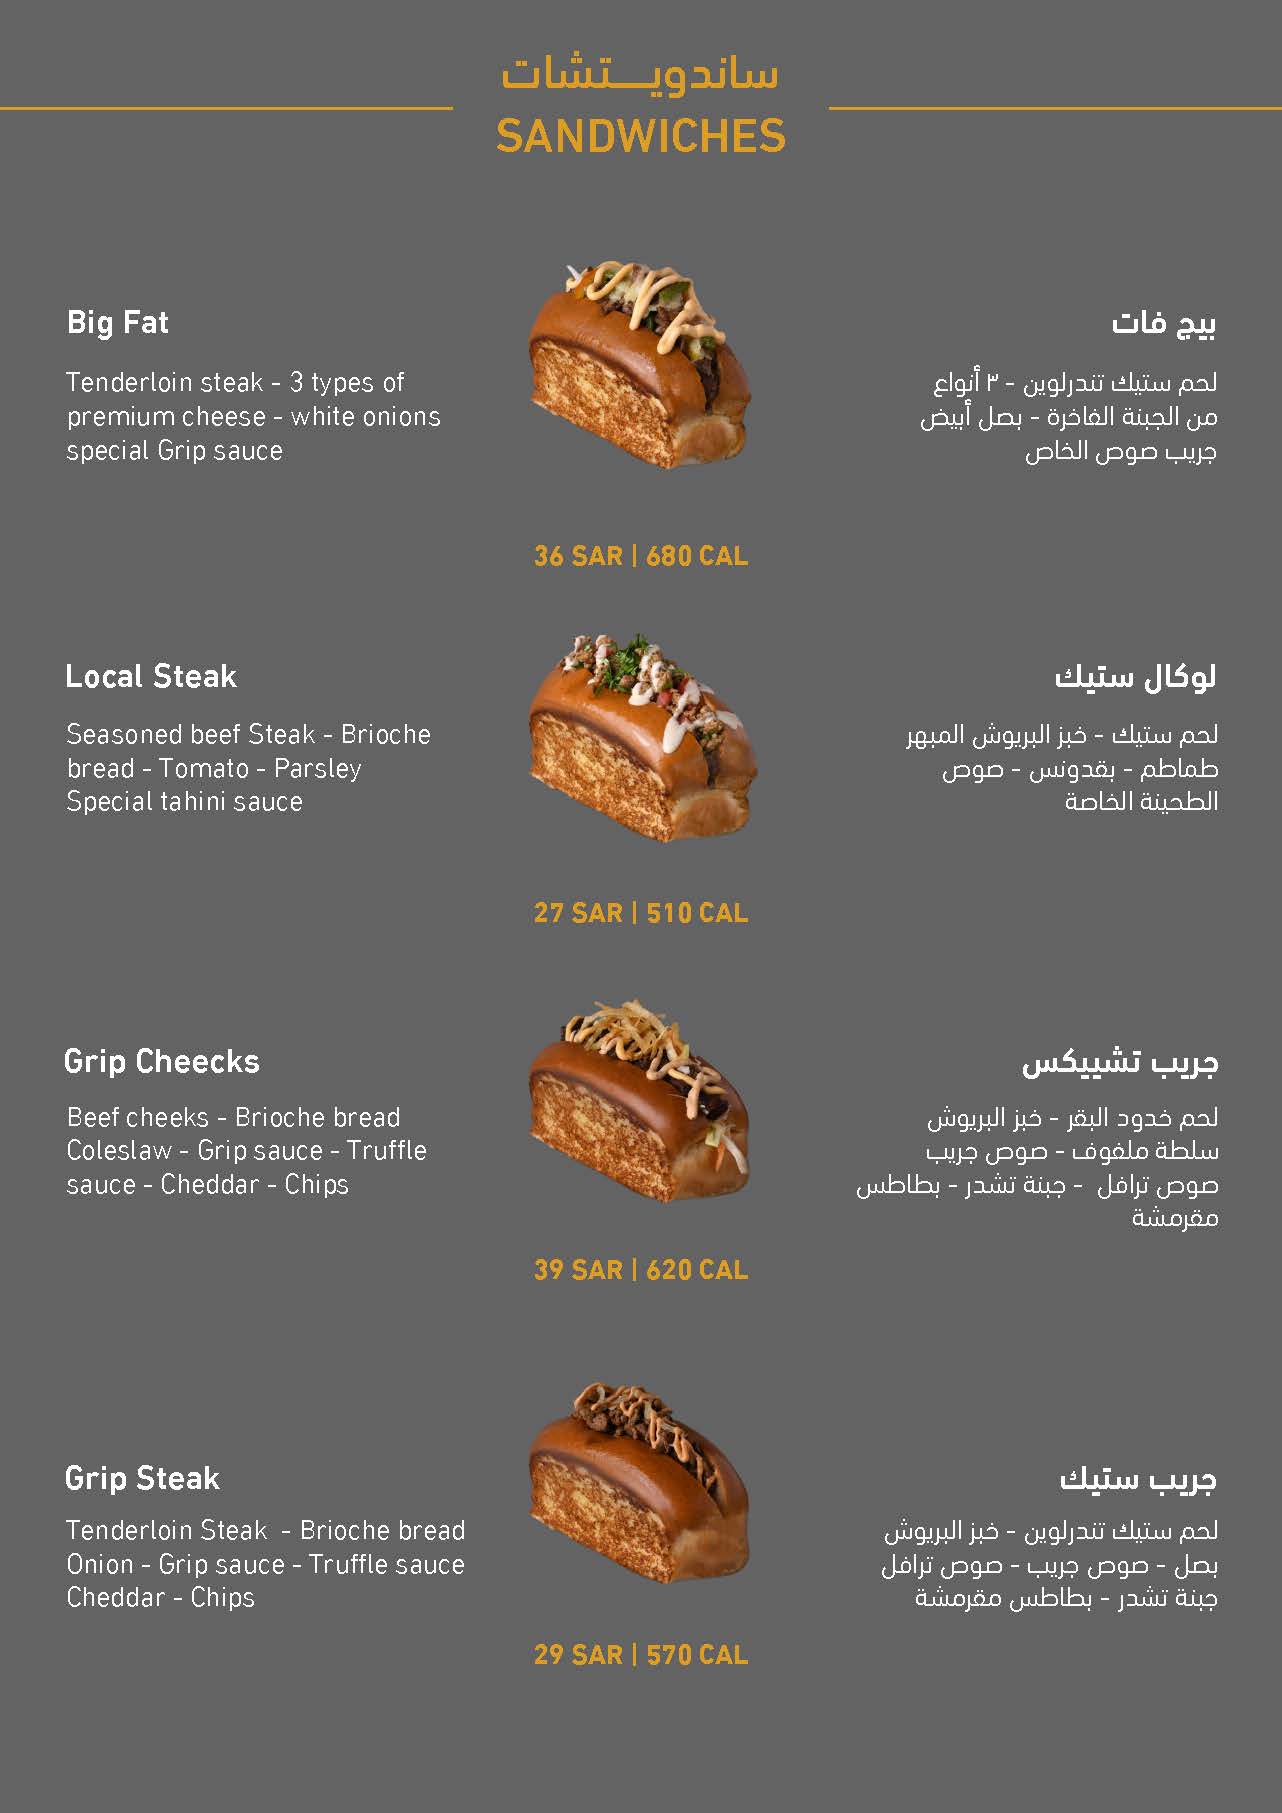 ساندويـــتشات
SANDWICHES
Big Fat
Tenderloin steak - 3 types of
premium cheese - white onions
special Grip sauce
بيج فات
لحم ستيك تندرلوين - ٣ أنواع
من الجبنة الفاخرة - بصل أبيض
جريب صوص الخاص
36 SAR | 680 CAL
Local Steak
Seasoned beef Steak - Brioche
bread - Tomato - Parsley
Special tahini sauce
لوكال ستيك
لحم ستيك - خبز البريوش المبهر
طماطم - بقدونس - صوص
الطحينة الخاصة
27 SAR | 510 CAL
Grip Cheecks
Beef cheeks - Brioche bread
Coleslaw - Grip sauce - Truffle
sauce - Cheddar - Chips
جريب تشييكس
لحم خدود البقر - خبز البريوش
سلطة ملفوف - صوص جريب
صوص ترافل - جبنة تشدر - بطاطس
مقرمشة
39 SAR | 620 CAL
Grip Steak
Tenderloin Steak - Brioche bread
Onion - Grip sauce - Truffle sauce
Cheddar - Chips
جريب ستيك
لحم ستيك تندرلوين - خبز البريوش
بصل - صوص جريب - صوص ترافل
جبنة تشدر - بطاطس مقرمشة
29 SAR | 570 CAL